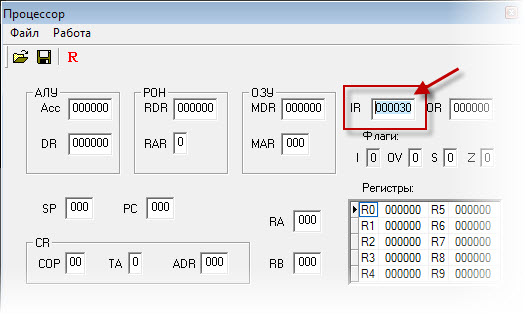 Процессор
Файл Работа
R
АЛУ РОН ОЗУ
Acc 000000 RDR 000000 MDR 000000 IR 000030 OR 000000
Флаги:
DR 000000 RAR 0 MAR 000 I 0 OV 0 S 0 Z 0
Регистры:
SP 000 PC 000 RA 000
R0 000000 R5 000000
R1 000000 R6 000000
R2 000000 R7 000000
R3 000000 R8 000000
R4 000000 R9 000000
CR
COP 00 TA 0 ADR 000 RB 000